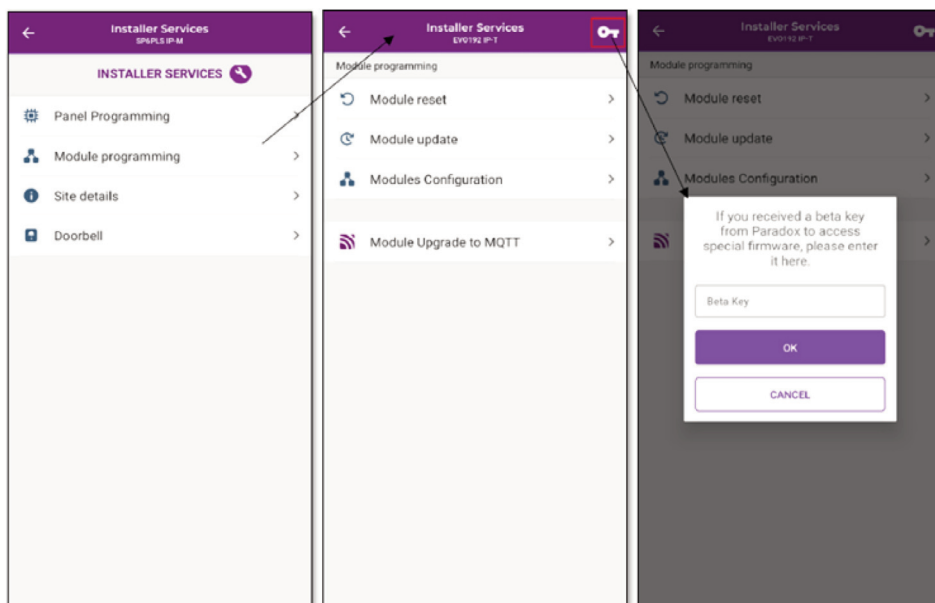 Installer Services
SP6PLS IP-M
INSTALLER SERVICES
Panel Programming
Module programming
Site details
Doorbell
Installer Services
EVO192 IP-T
Module programming
Module reset
Module update
Modules Configuration
Module Upgrade to MQTT
Installer Services
EVO192 IP-T
Module programming
Module reset
Module update
Modules Configuration
If you received a beta key
from Paradox to access
special firmware, please enter
it here.
Beta Key
OK
CANCEL